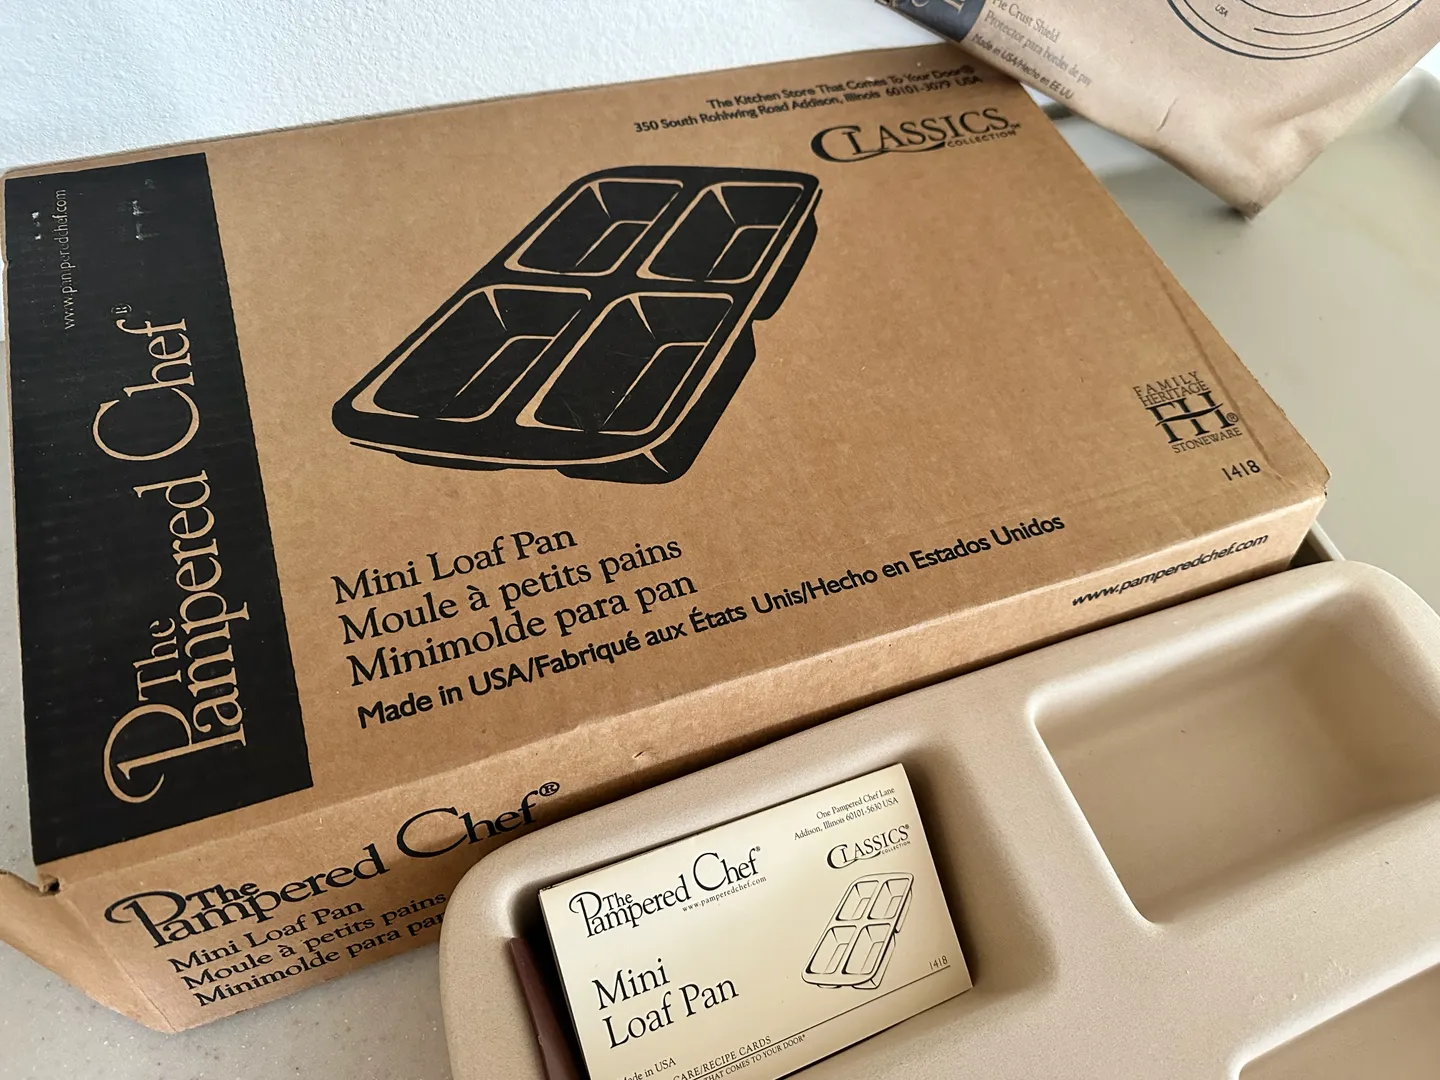 The Kitchen Store That Comes To Your Door®
350 South Rohlwing Road Addison, Illinois 60101-3079 USA
CLASSICS
COLLECTION
www.pamperedchef.com
The
Pampered Chef®
FAMILY
HERITAGE
FH®
STONEWARE
1418
Mini Loaf Pan
Moule à petits pains
Minimolde para pan
Made in USA/Fabriqué aux États Unis/Hecho en Estados Unidos
www.pamperedchef.com
The
Pampered Chef®
Mini Loaf Pan
Moule à petits pains
Minimolde para pan
Pie Crust Shield
Protector para bordes de pay
Made in USA/Hecho en EE UU
USA
One Pampered Chef Lane
Addison, Illinois 60101-5630 USA
CLASSICS
COLLECTION
The
Pampered Chef®
www.pamperedchef.com
Mini
Loaf Pan
1418
Made in USA
CARE/RECIPE CARDS
THAT COMES TO YOUR DOOR®